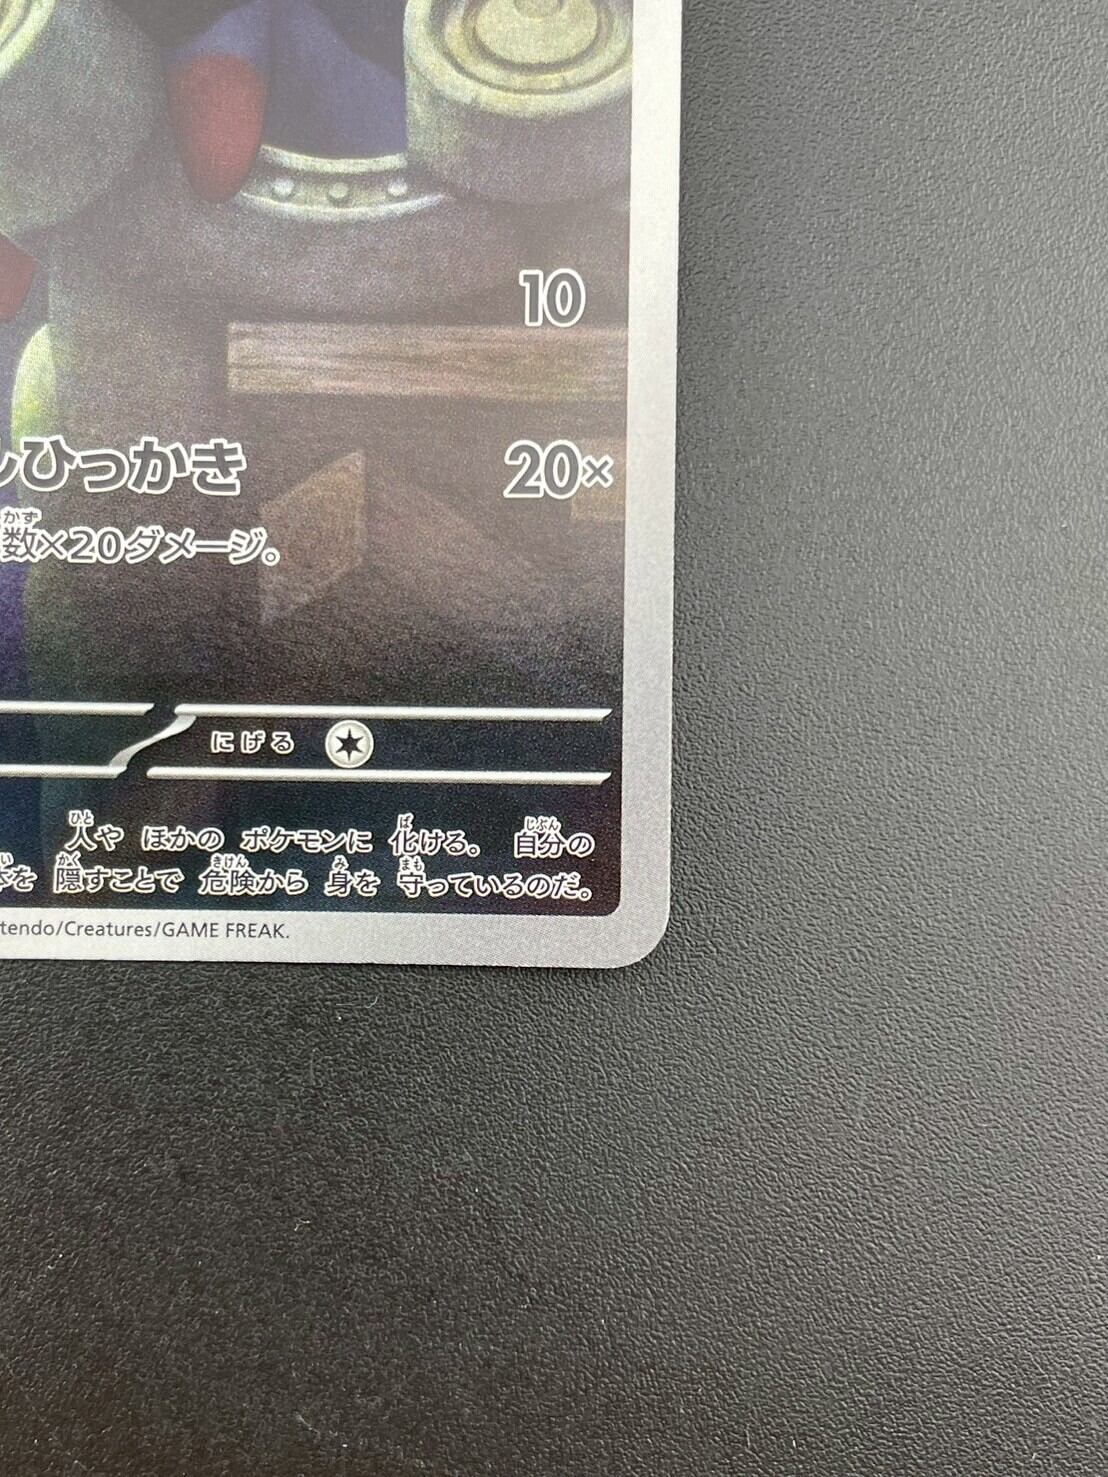 10
ひっかき 20×
数×20ダメージ。
にげる
人や ほかの ポケモンに 化ける。 自分の
を 隠すことで 危険から 身を 守っているのだ。
tendo/Creatures/GAME FREAK.